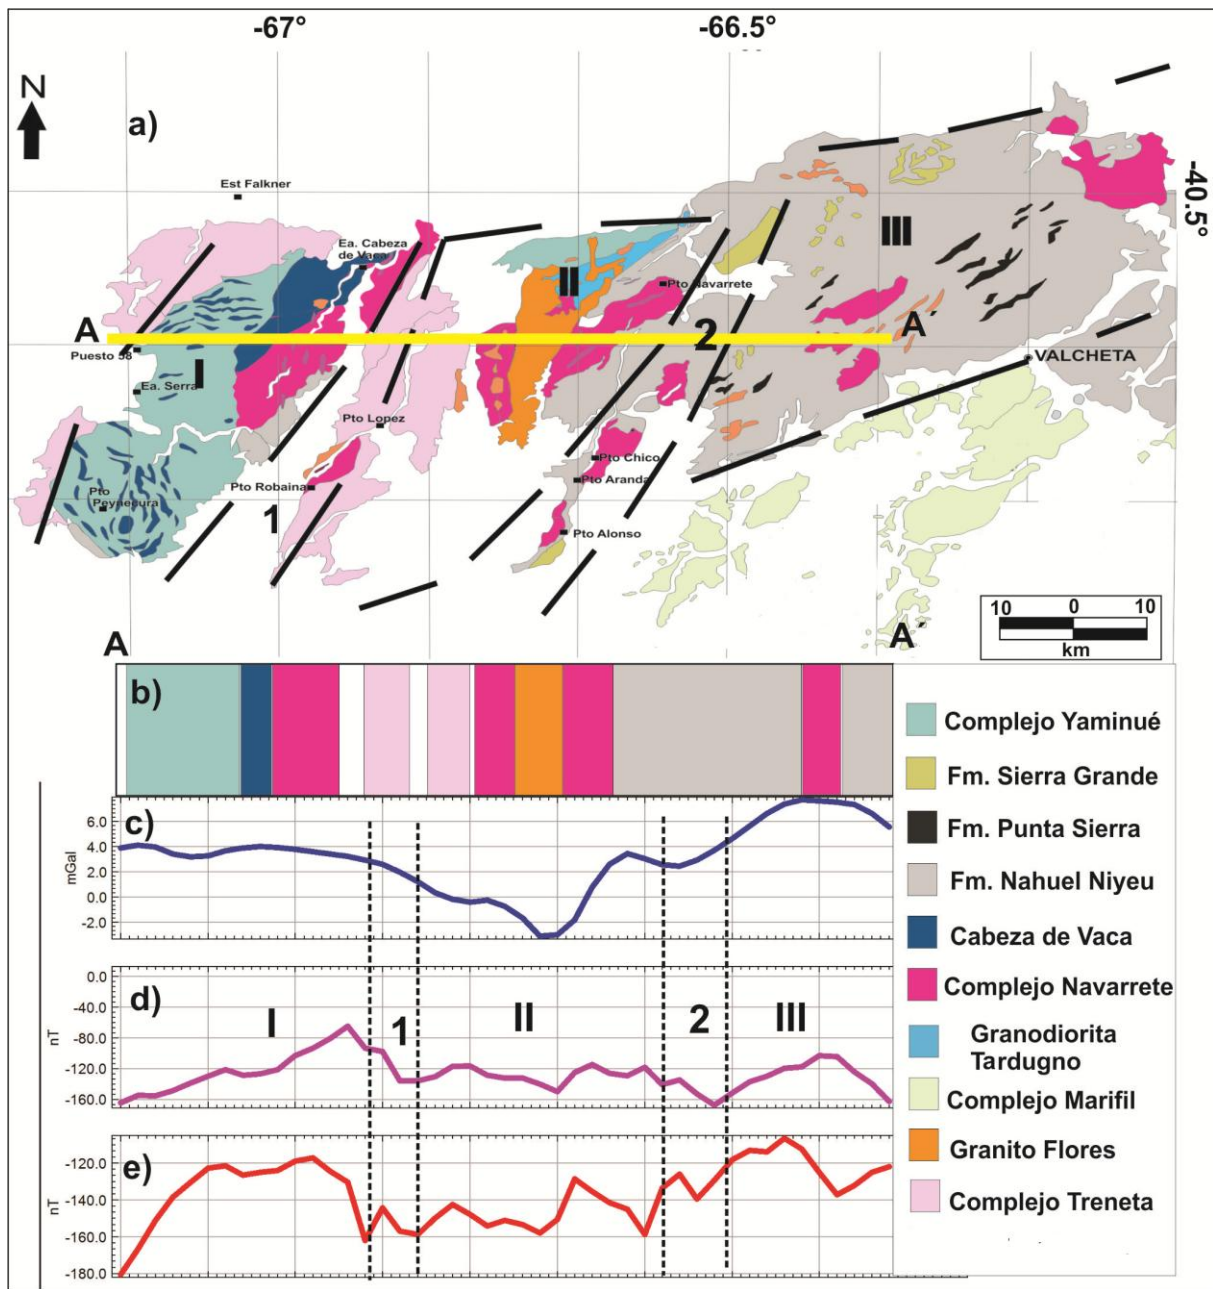 -67° -66.5°
N
a)
-40.5°
Est Falkner
III
Ea. Cabeza
de Vaca
II
Pto Navarrete
A 2 A´
Puesto 58
VALCHETA
I
Ea. Serra
Pto Lopez
Pto Chico
Pto Robaina
Pto Aranda
Pto
Peynecura
1
Pto Alonso
10 0 10
km
A A´
b)
Complejo Yaminué
Fm. Sierra Grande
Fm. Punta Sierra
Fm. Nahuel Niyeu
Cabeza de Vaca
Complejo Navarrete
Granodiorita
Tardugno
Complejo Marifil
Granito Flores
Complejo Treneta
c)
mGal
6.0
4.0
2.0
0.0
-2.0
d)
nT
0.0
-40.0
-80.0
-120.0
-160.0
I 1 II 2 III
e)
nT
-120.0
-140.0
-160.0
-180.0